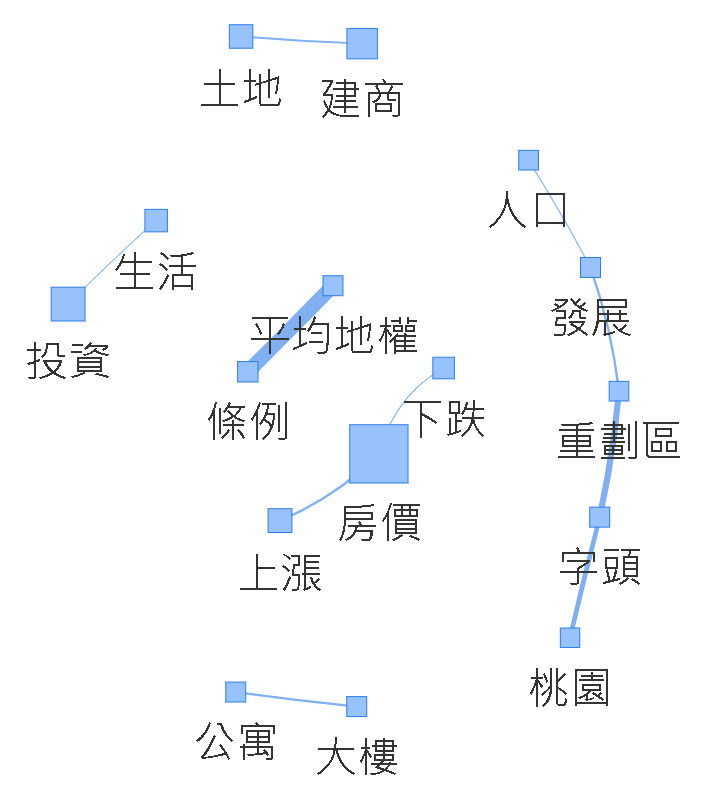 土地
建商
人口
生活
發展
平均地權
投資
條例
下跌
重劃區
房價
上漲
字頭
桃園
公寓
大樓